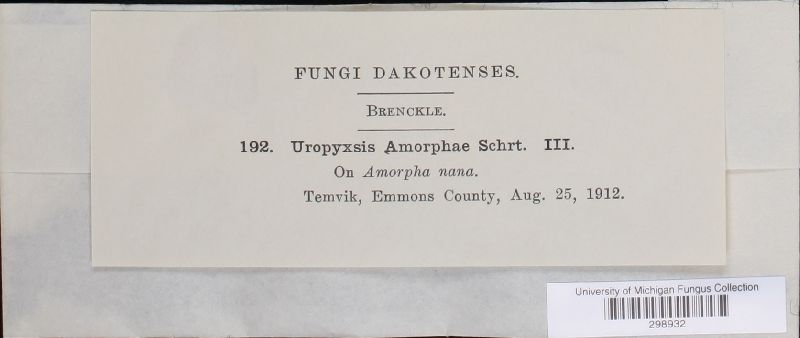 FUNGI DAKOTENSES.
BRENCKLE.
192. Uropyxsis Amorphae Schrt. III.
On Amorpha nana.
Temvik, Emmons County, Aug. 25, 1912.
University of Michigan Fungus Collection
298932